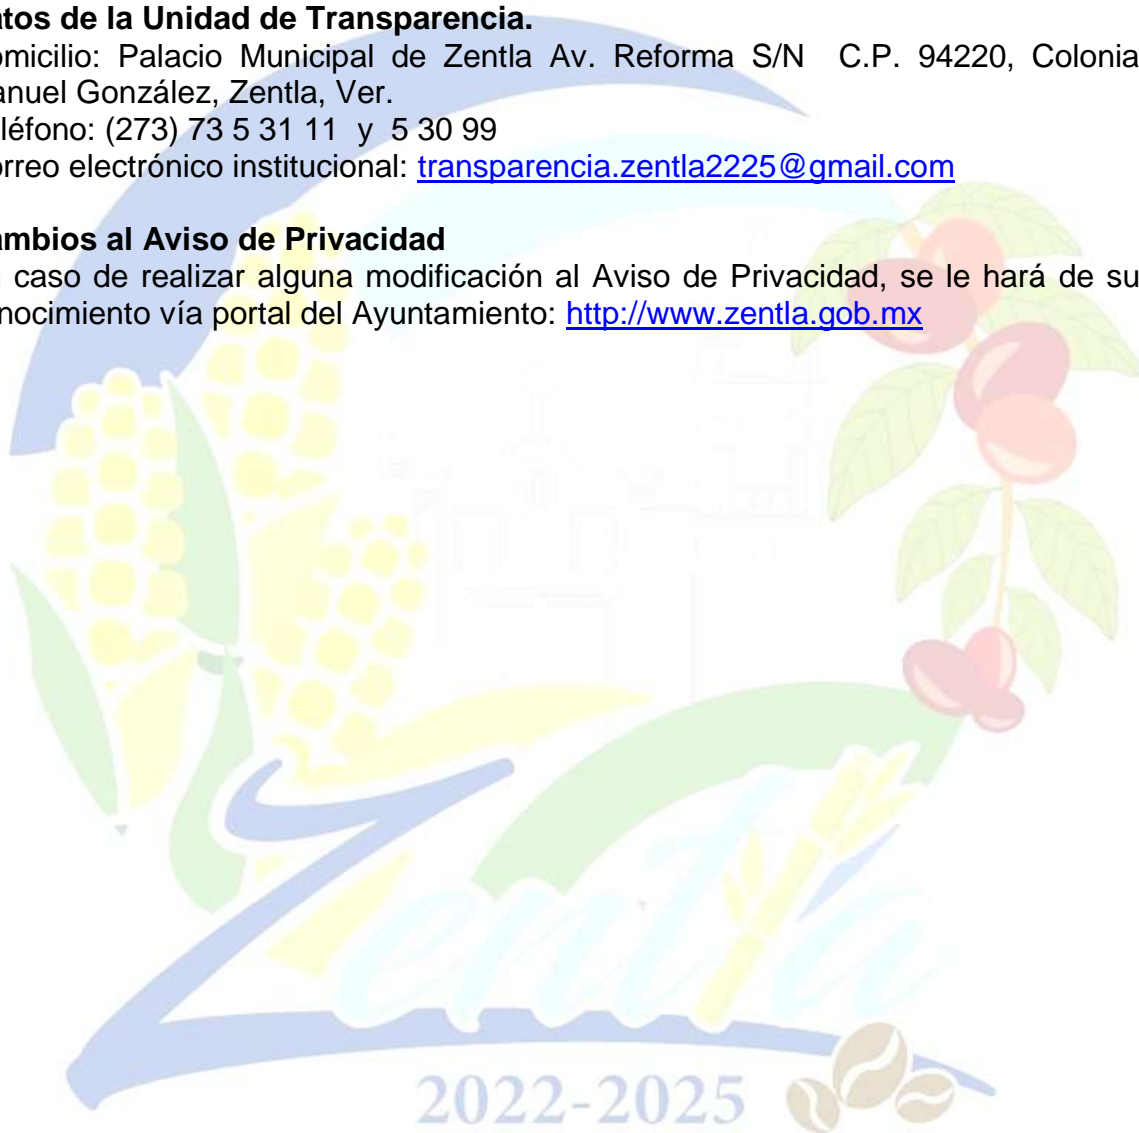 atos de la Unidad de Transparencia.
omicilio: Palacio Municipal de Zentla Av. Reforma S/N C.P. 94220, Colonia
anuel González, Zentla, Ver.
léfono: (273) 73 5 31 11 y 5 30 99
orreo electrónico institucional: transparencia.zentla2225@gmail.com
ambios al Aviso de Privacidad
caso de realizar alguna modificación al Aviso de Privacidad, se le hará de su
nocimiento vía portal del Ayuntamiento: http://www.zentla.gob.mx
Zentla
2022-2025